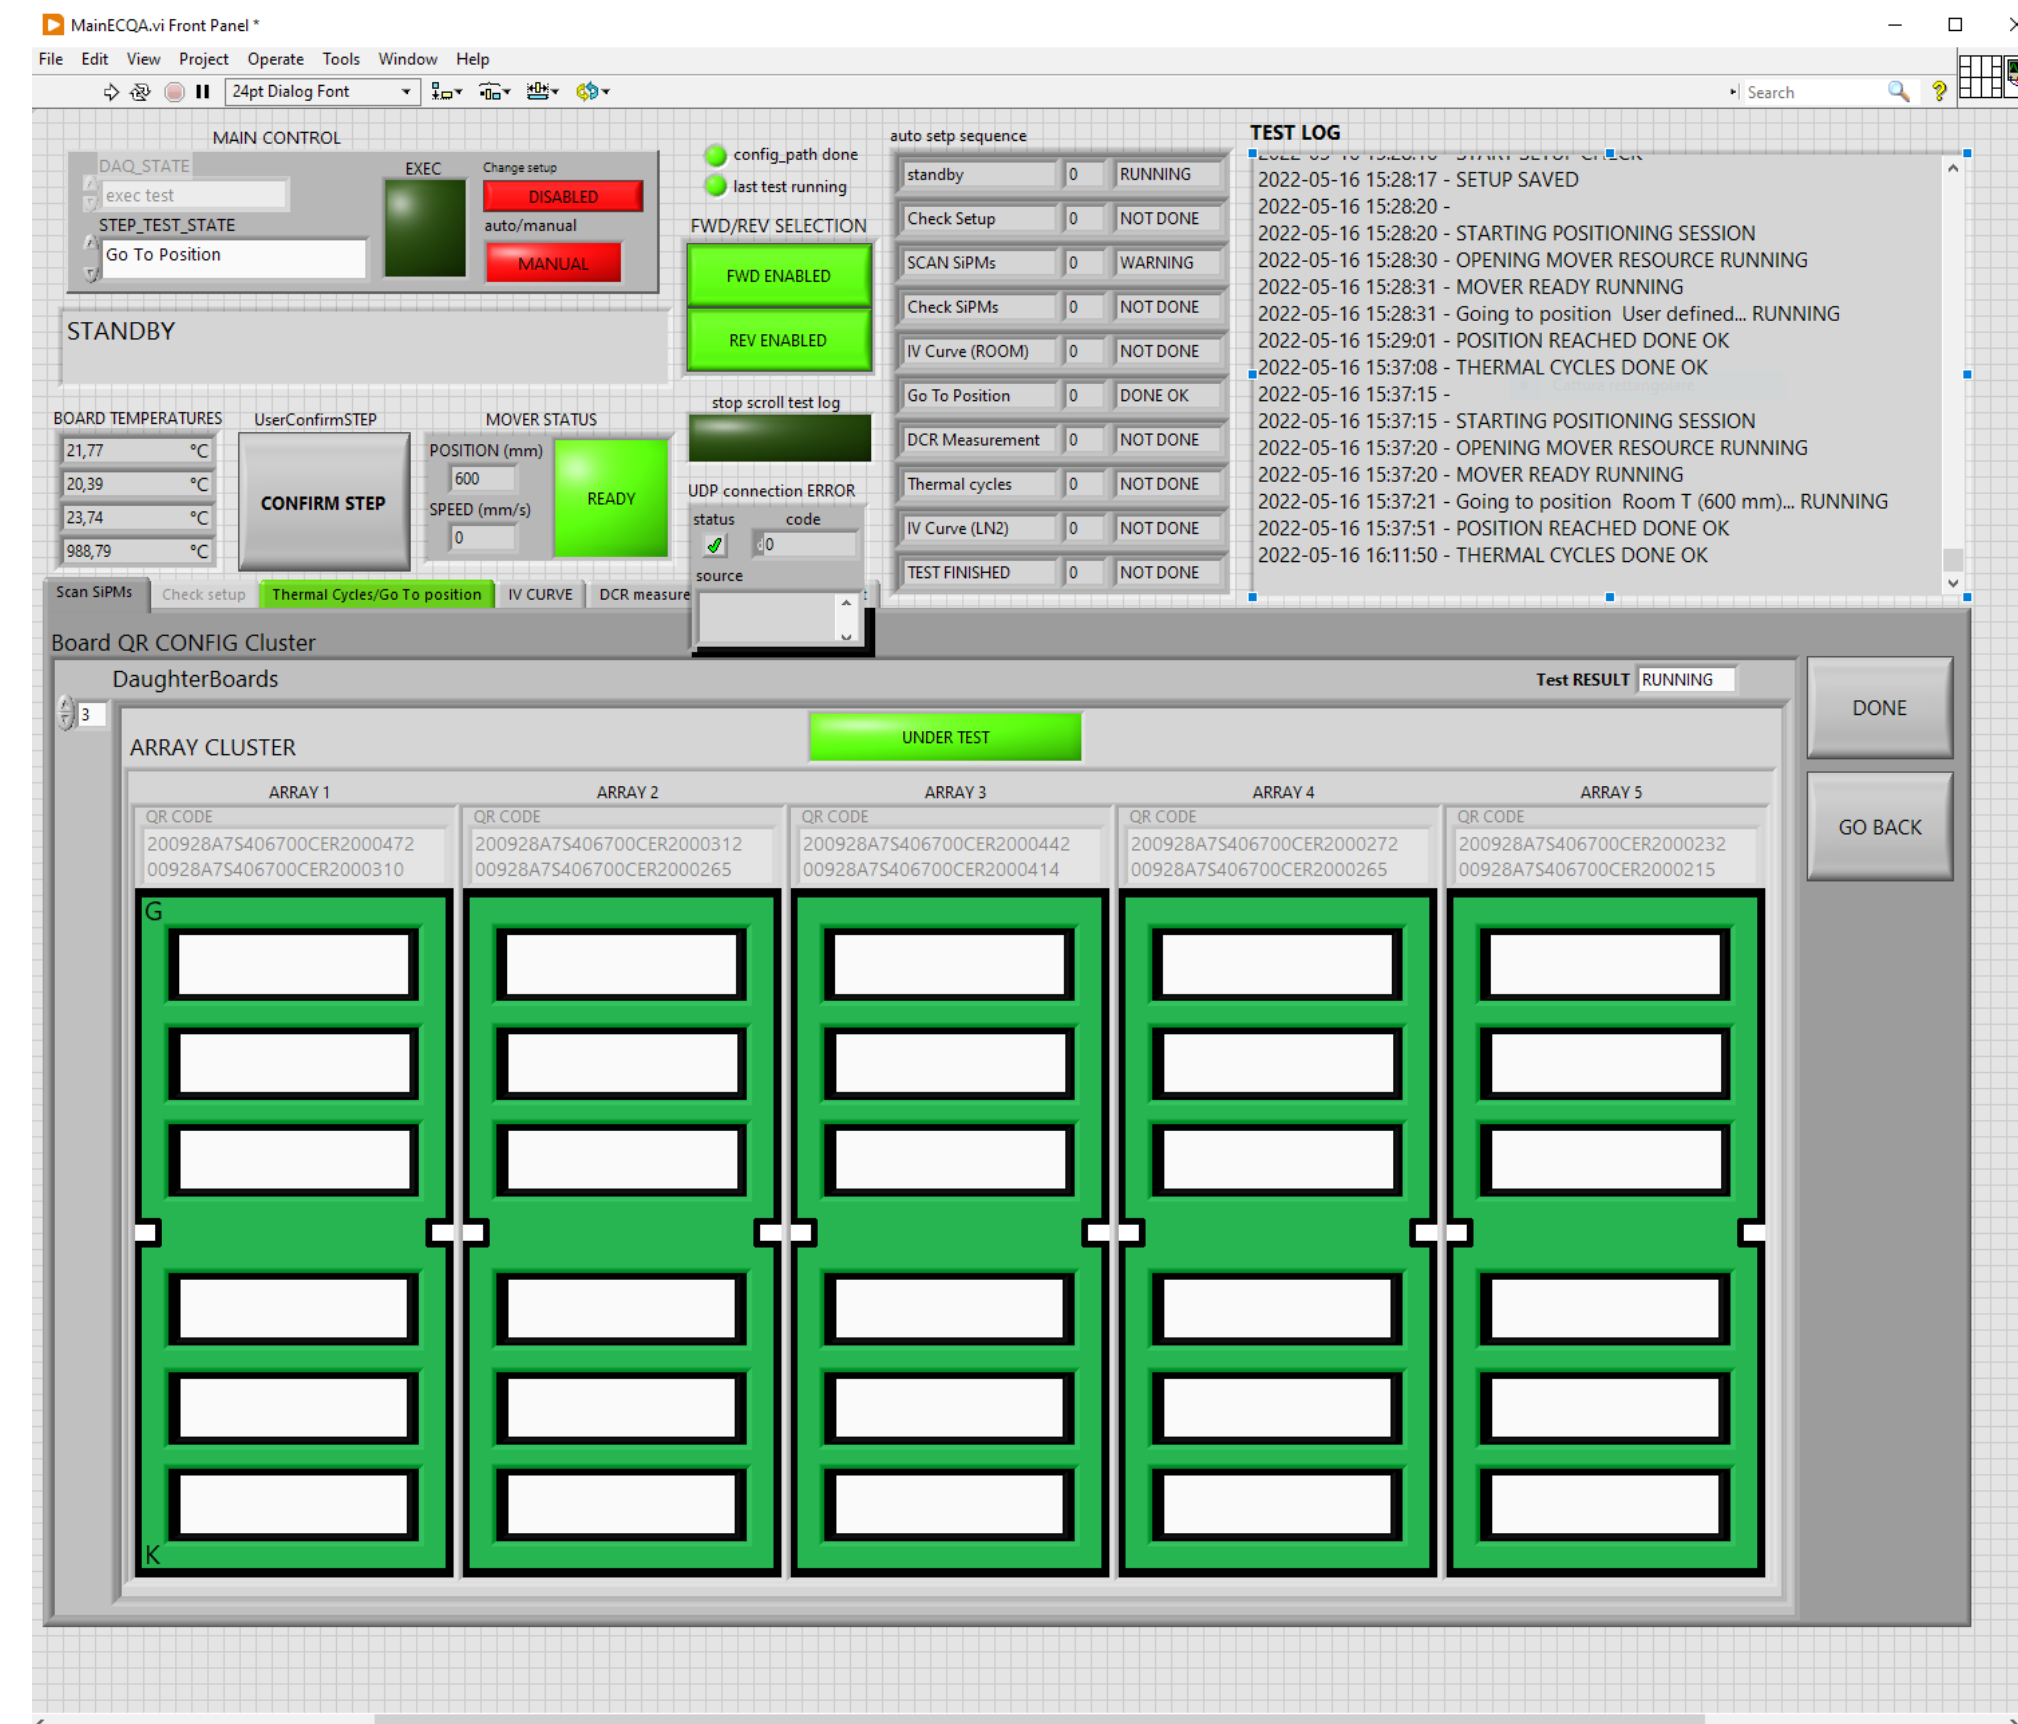 MainECQA.vi Front Panel *
File Edit View Project Operate Tools Window Help
24pt Dialog Font
Search
MAIN CONTROL
DAQ_STATE
exec test
STEP_TEST_STATE
Go To Position
EXEC
Change setup
DISABLED
auto/manual
MANUAL
config_path done
last test running
FWD/REV SELECTION
FWD ENABLED
REV ENABLED
STANDBY
stop scroll test log
BOARD TEMPERATURES
21,77 °C
20,39 °C
23,74 °C
988,79 °C
UserConfirmSTEP
CONFIRM STEP
MOVER STATUS
POSITION (mm)
600
SPEED (mm/s)
0
READY
UDP connection ERROR
status code
0
source
auto setp sequence
standby 0 RUNNING
Check Setup 0 NOT DONE
SCAN SiPMs 0 WARNING
Check SiPMs 0 NOT DONE
IV Curve (ROOM) 0 NOT DONE
Go To Position 0 DONE OK
DCR Measurement 0 NOT DONE
Thermal cycles 0 NOT DONE
IV Curve (LN2) 0 NOT DONE
TEST FINISHED 0 NOT DONE
TEST LOG
2022-05-16 15:28:17 - SETUP SAVED
2022-05-16 15:28:20 -
2022-05-16 15:28:20 - STARTING POSITIONING SESSION
2022-05-16 15:28:30 - OPENING MOVER RESOURCE RUNNING
2022-05-16 15:28:31 - MOVER READY RUNNING
2022-05-16 15:28:31 - Going to position  User defined... RUNNING
2022-05-16 15:29:01 - POSITION REACHED DONE OK
2022-05-16 15:37:08 - THERMAL CYCLES DONE OK
2022-05-16 15:37:15 -
2022-05-16 15:37:15 - STARTING POSITIONING SESSION
2022-05-16 15:37:20 - OPENING MOVER RESOURCE RUNNING
2022-05-16 15:37:20 - MOVER READY RUNNING
2022-05-16 15:37:21 - Going to position  Room T (600 mm)... RUNNING
2022-05-16 15:37:51 - POSITION REACHED DONE OK
2022-05-16 16:11:50 - THERMAL CYCLES DONE OK
Scan SiPMs Check setup Thermal Cycles/Go To position IV CURVE DCR measure
Board QR CONFIG Cluster
DaughterBoards
Test RESULT RUNNING
3
ARRAY CLUSTER
UNDER TEST
DONE
GO BACK
ARRAY 1 ARRAY 2 ARRAY 3 ARRAY 4 ARRAY 5
QR CODE QR CODE QR CODE QR CODE QR CODE
200928A7S406700CER2000472 200928A7S406700CER2000312 200928A7S406700CER2000442 200928A7S406700CER2000272 200928A7S406700CER2000232
00928A7S406700CER2000310 00928A7S406700CER2000265 00928A7S406700CER2000414 00928A7S406700CER2000265 00928A7S406700CER2000215
G
K